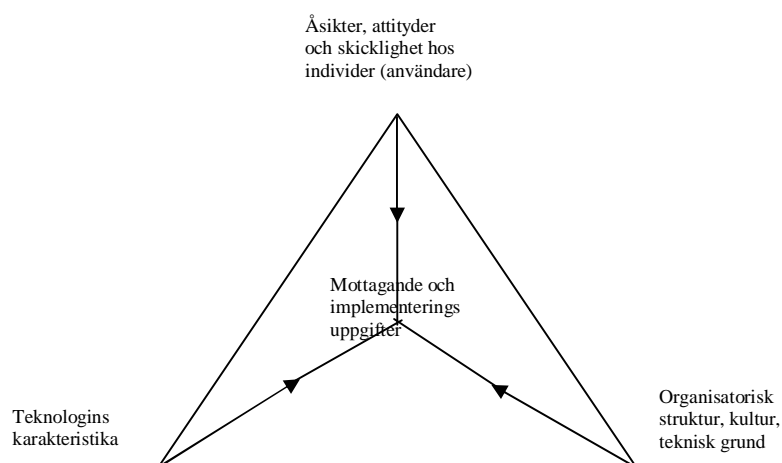 Åsikter, attityder
och skicklighet hos
individer (användare)
Mottagande och
implementerings
uppgifter
Teknologins
karakteristika
Organisatorisk
struktur, kultur,
teknisk grund